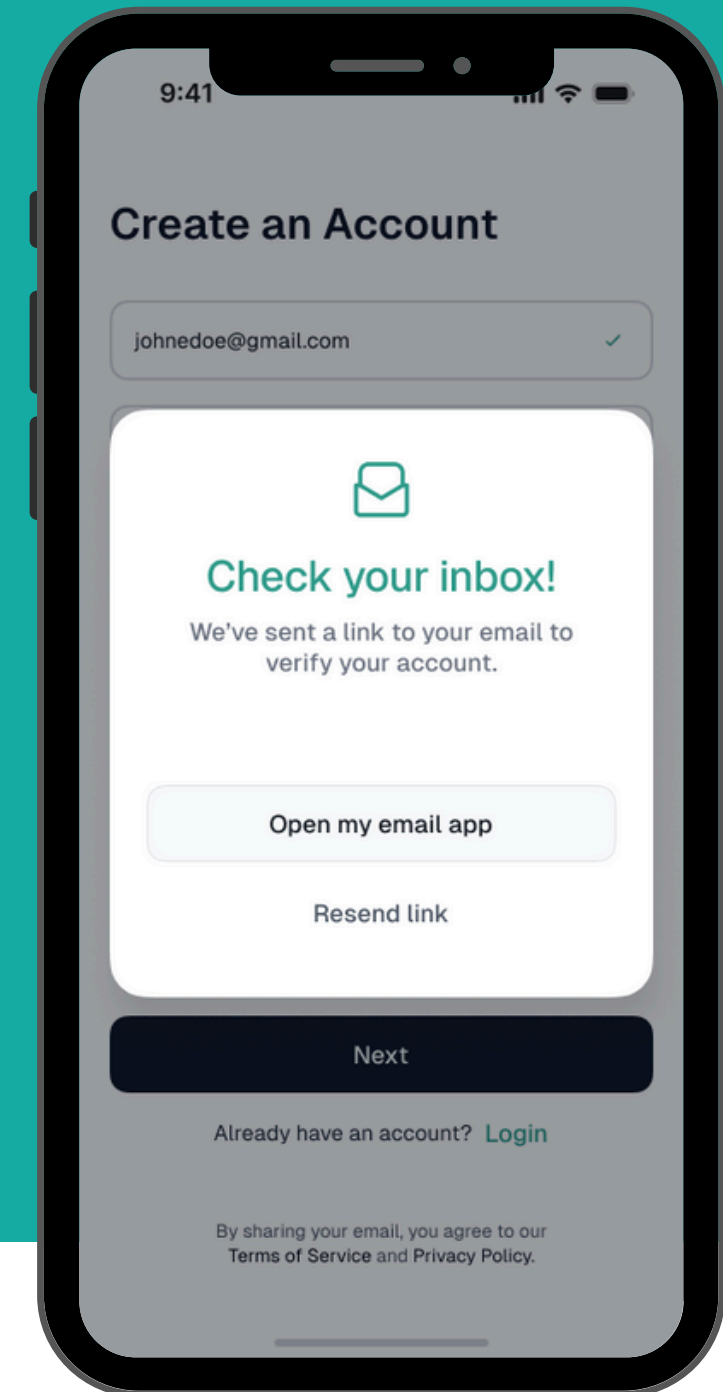 9:41
Create an Account
johnedoe@gmail.com
Check your inbox!
We’ve sent a link to your email to
verify your account.
Open my email app
Resend link
Next
Already have an account? Login
By sharing your email, you agree to our
Terms of Service and Privacy Policy.